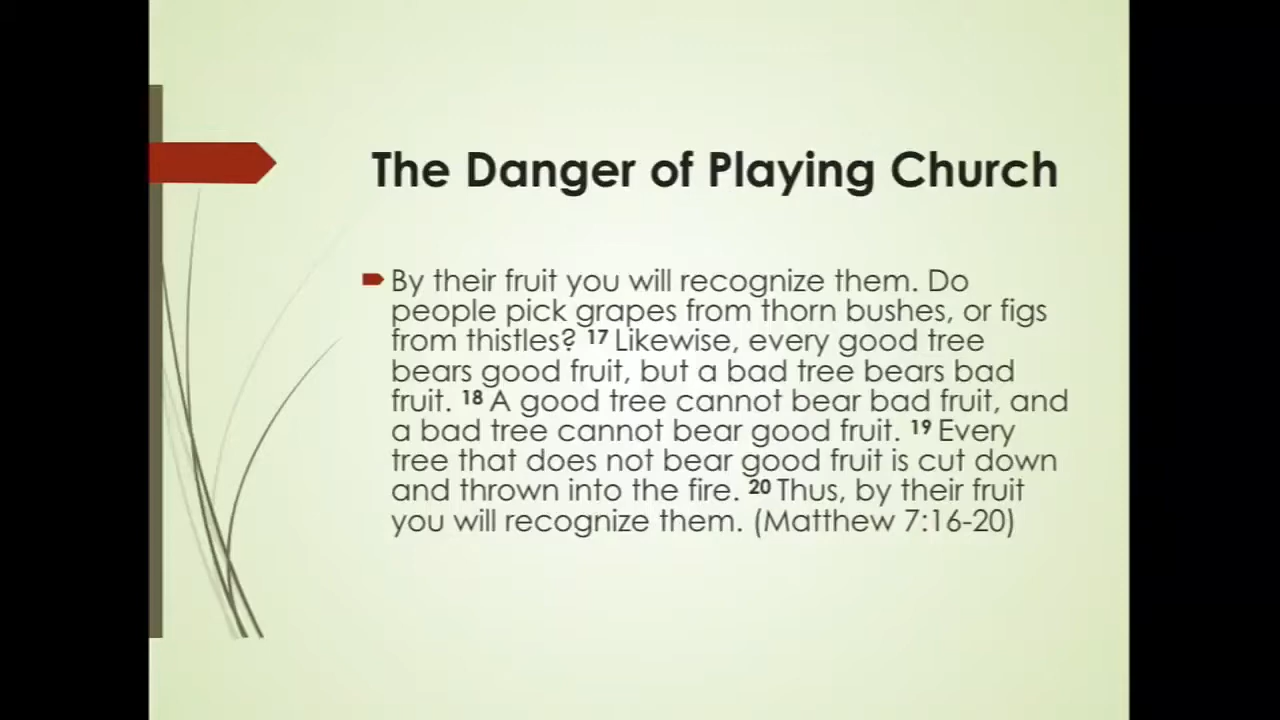 The Danger of Playing Church
By their fruit you will recognize them. Do
people pick grapes from thorn bushes, or figs
from thistles? 17 Likewise, every good tree
bears good fruit, but a bad tree bears bad
fruit. 18 A good tree cannot bear bad fruit, and
a bad tree cannot bear good fruit. 19 Every
tree that does not bear good fruit is cut down
and thrown into the fire. 20 Thus, by their fruit
you will recognize them. (Matthew 7:16-20)